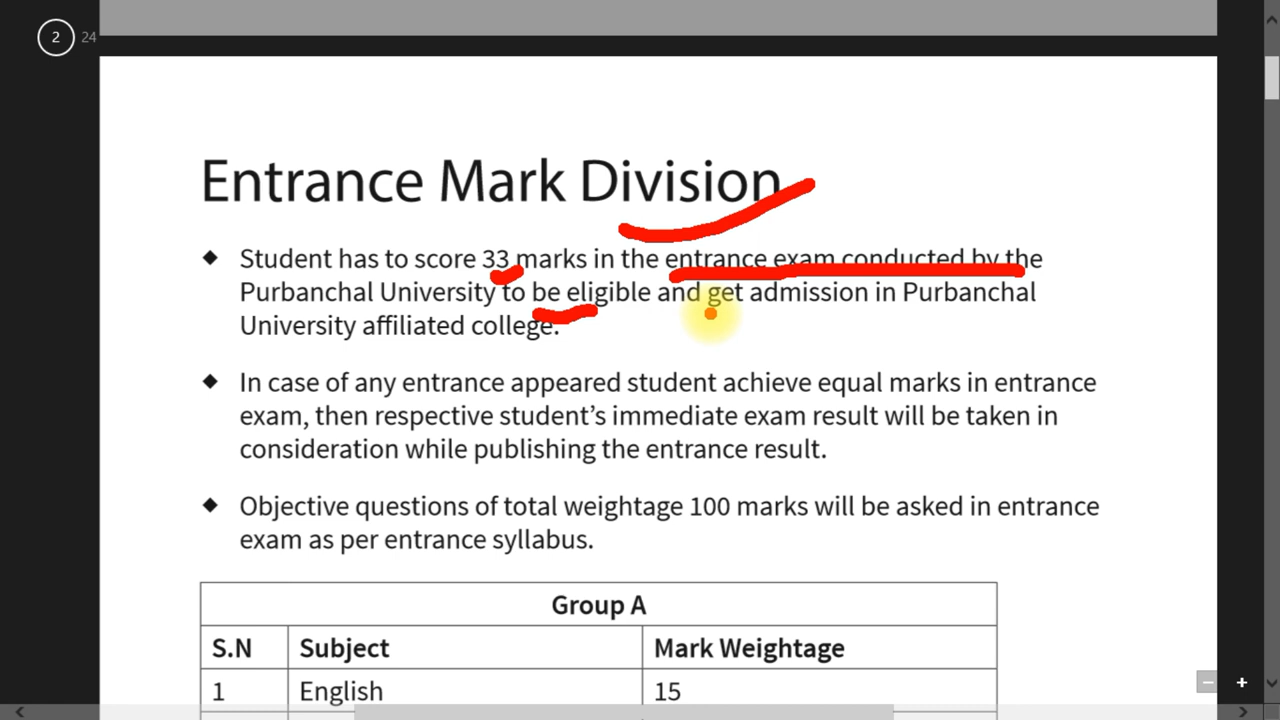 2 24
Entrance Mark Division
◆ Student has to score 33 marks in the entrance exam conducted by the
Purbanchal University to be eligible and get admission in Purbanchal
University affiliated college.
◆ In case of any entrance appeared student achieve equal marks in entrance
exam, then respective student’s immediate exam result will be taken in
consideration while publishing the entrance result.
◆ Objective questions of total weightage 100 marks will be asked in entrance
exam as per entrance syllabus.
Group A
S.N Subject Mark Weightage
1 English 15